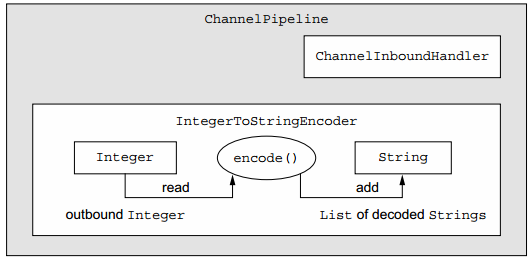 ChannelPipeline
ChannelInboundHandler
IntegerToStringEncoder
Integer
encode()
String
read
add
outbound Integer
List of decoded Strings